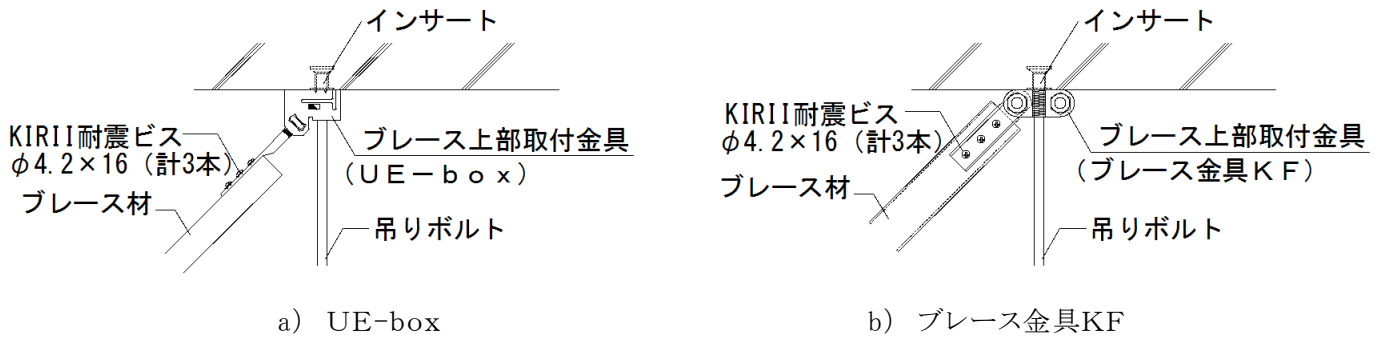 インサート
KIRII耐震ビス
φ4.2×16（計3本）
ブレース上部取付金具
（ＵＥ－ｂｏｘ）
ブレース材
吊りボルト
a） UE-box
インサート
KIRII耐震ビス
φ4.2×16（計3本）
ブレース上部取付金具
（ブレース金具ＫＦ）
ブレース材
吊りボルト
b） ブレース金具KF